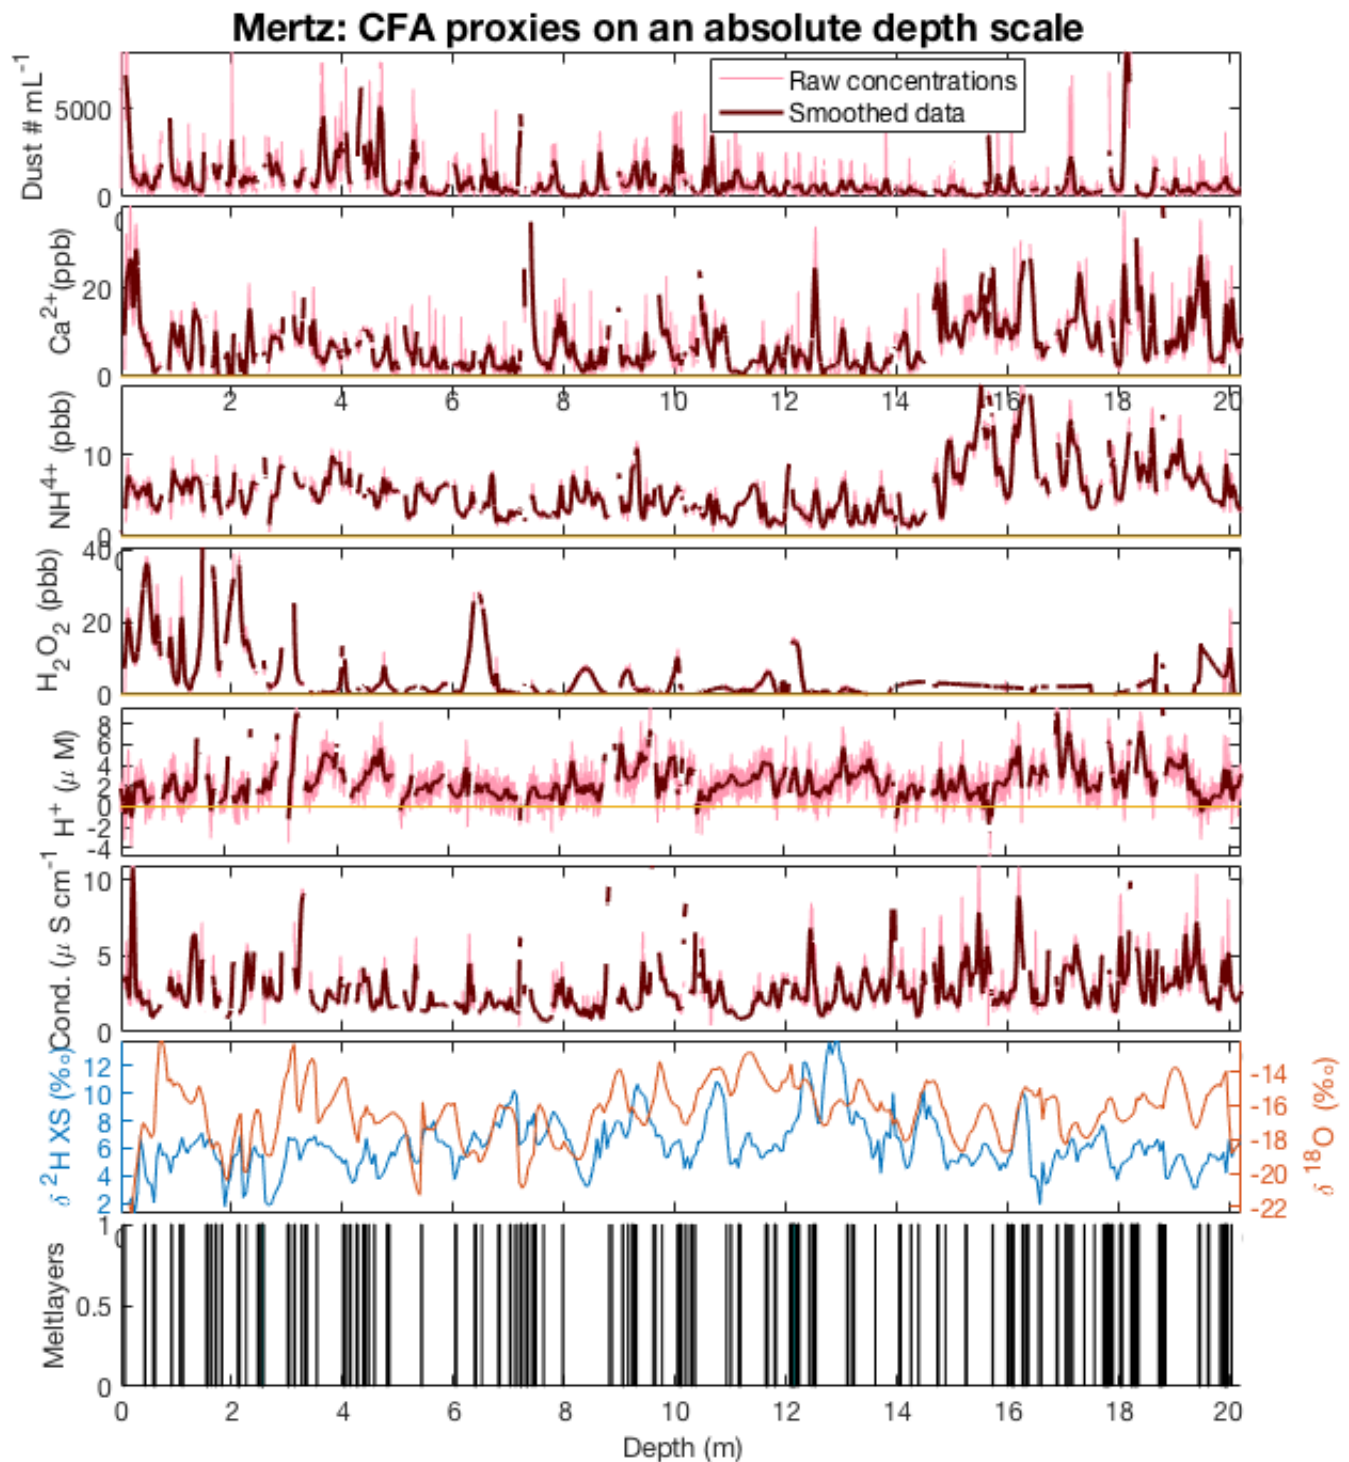 Mertz: CFA proxies on an absolute depth scale
Raw concentrations
Smoothed data
Dust # mL⁻¹
5000
0
Ca²⁺(ppb)
20
0
2 4 6 8 10 12 14 16 18 20
NH⁴⁺ (pbb)
10
0
H₂O₂ (pbb)
40
20
0
H⁺ (μ M)
8
6
4
2
0
-2
-4
Cond. (μ S cm⁻¹
10
5
0
δ ²H XS (‰)
12
10
8
6
4
2
δ ¹⁸O (‰)
-14
-16
-18
-20
-22
Meltlayers
1
0.5
0
0 2 4 6 8 10 12 14 16 18 20
Depth (m)